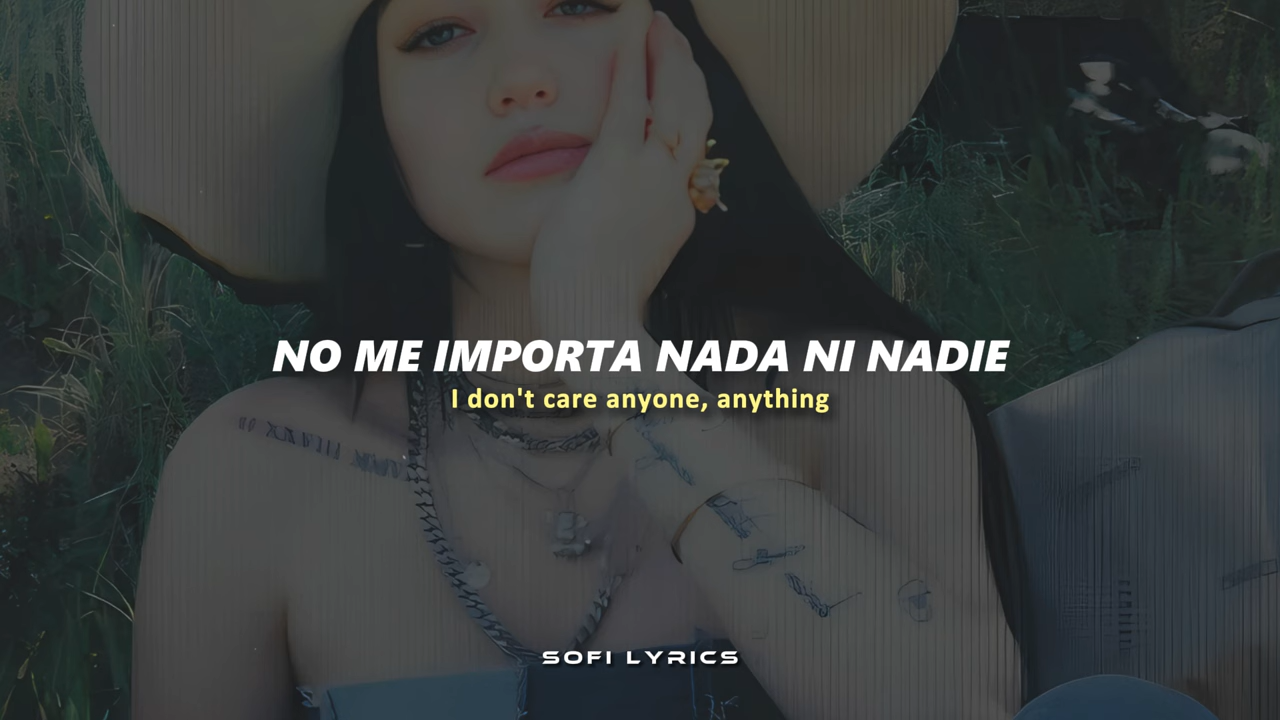 NO ME IMPORTA NADA NI NADIE
I don't care anyone, anything
SOFI LYRICS